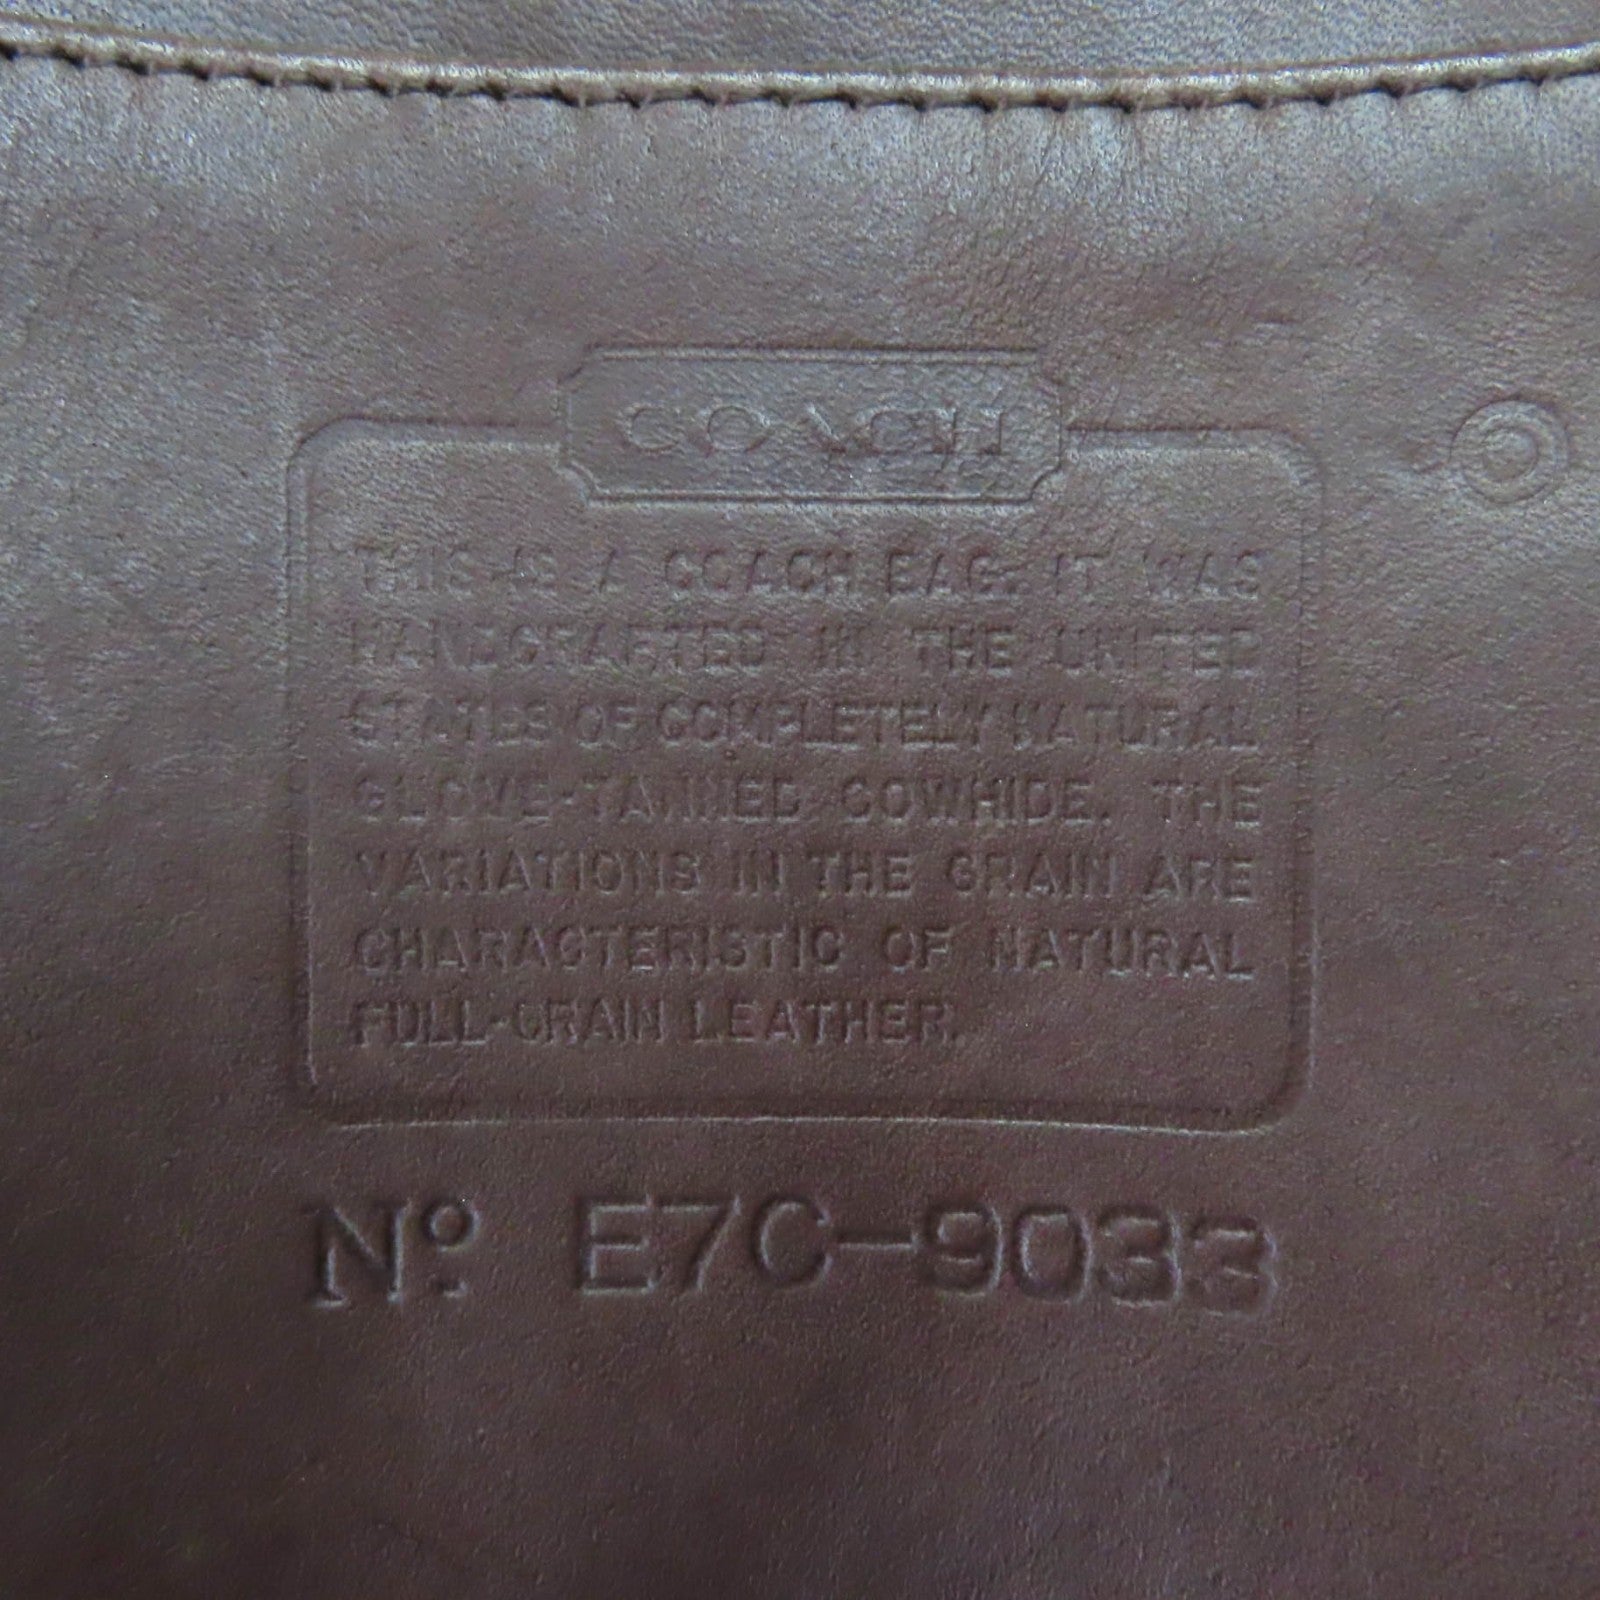 COACH
THIS IS A COACH BAG. IT WAS
HANDCRAFTED IN THE UNITED
STATES OF COMPLETELY NATURAL
GLOVE-TANNED COWHIDE. THE
VARIATIONS IN THE GRAIN ARE
CHARACTERISTIC OF NATURAL
FULL-GRAIN LEATHER.
Nº. E7C-9033